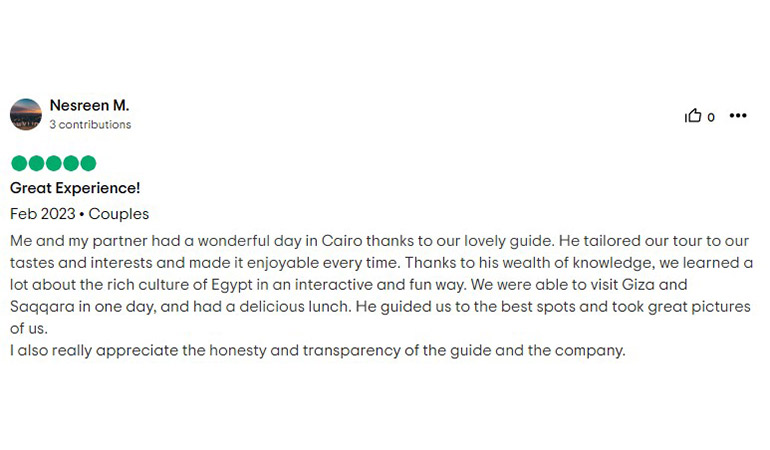 Nesreen M.
3 contributions
0
Great Experience!
Feb 2023 • Couples
Me and my partner had a wonderful day in Cairo thanks to our lovely guide. He tailored our tour to our
tastes and interests and made it enjoyable every time. Thanks to his wealth of knowledge, we learned a
lot about the rich culture of Egypt in an interactive and fun way. We were able to visit Giza and
Saqqara in one day, and had a delicious lunch. He guided us to the best spots and took great pictures
of us.
I also really appreciate the honesty and transparency of the guide and the company.